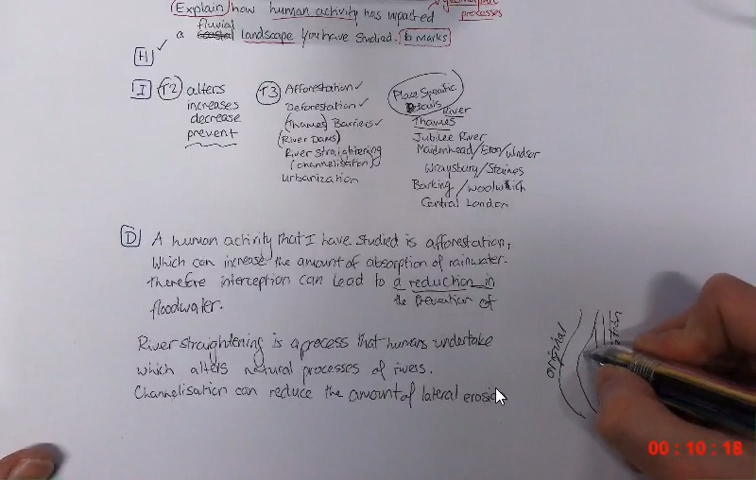 (Explain) how human activity has impacted
processes
a fluvial landscape you have studied. 6 marks
H ✓
I T2 alters
increases
decrease
prevent
T3 Afforestation ✓
Deforestation ✓
(Thames) Barriers ✓
(River Dams)
River straightening
(channelisation)
Urbanization
Place Specific
River
Thames
Jubilee River
Maidenhead/Eton/Windsor
Wraysbury/Staines
Barking/Woolwich
Central London
D A human activity that I have studied is afforestation,
which can increase the amount of absorption of rainwater.
Therefore interception can lead to a reduction in
the prevention of
floodwater.
River straightening is a process that humans undertake
which alters natural processes of rivers.
Channelisation can reduce the amount of lateral erosion
original
00:10:18